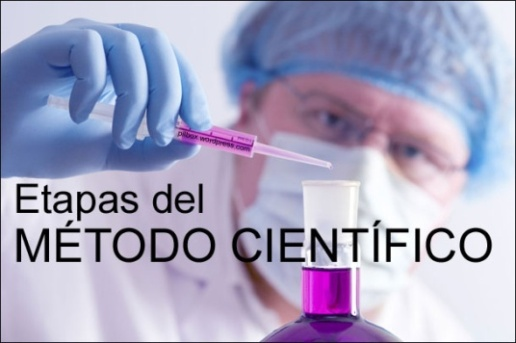 Etapas del
MÉTODO CIENTÍFICO